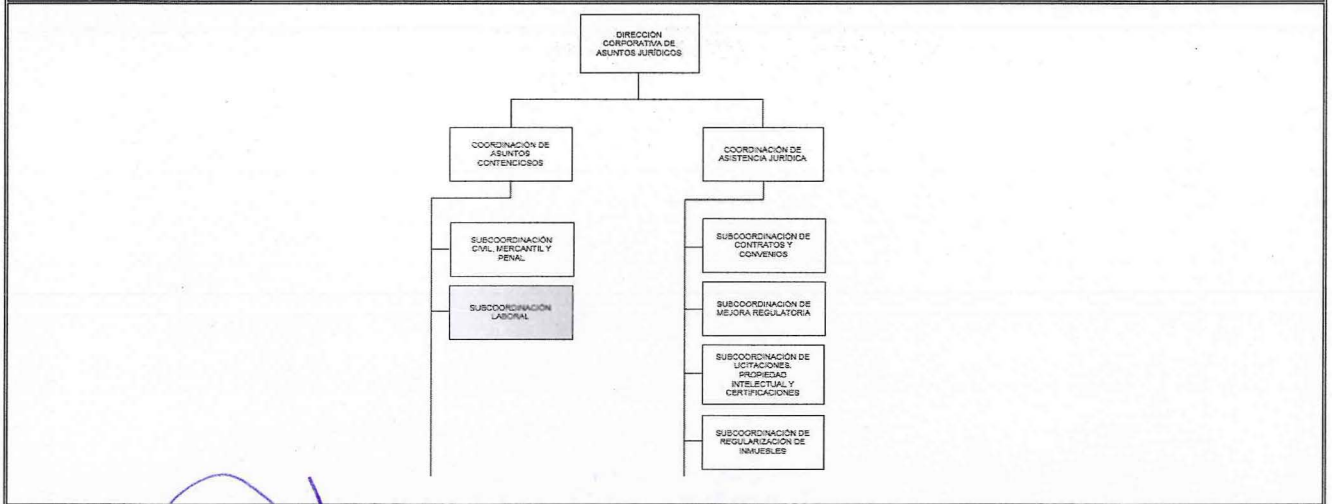 DIRECCIÓN
CORPORATIVA DE
ASUNTOS JURÍDICOS
COORDINACIÓN DE
ASUNTOS
CONTENCIOSOS
COORDINACIÓN DE
ASISTENCIA JURÍDICA
SUBCOORDINACIÓN
CIVIL, MERCANTIL Y
PENAL
SUBCOORDINACIÓN
LABORAL
SUBCOORDINACIÓN DE
CONTRATOS Y
CONVENIOS
SUBCOORDINACIÓN DE
MEJORA REGULATORIA
SUBCOORDINACIÓN DE
LICITACIONES,
PROPIEDAD
INTELECTUAL Y
CERTIFICACIONES
SUBCOORDINACIÓN DE
REGULARIZACIÓN DE
INMUEBLES